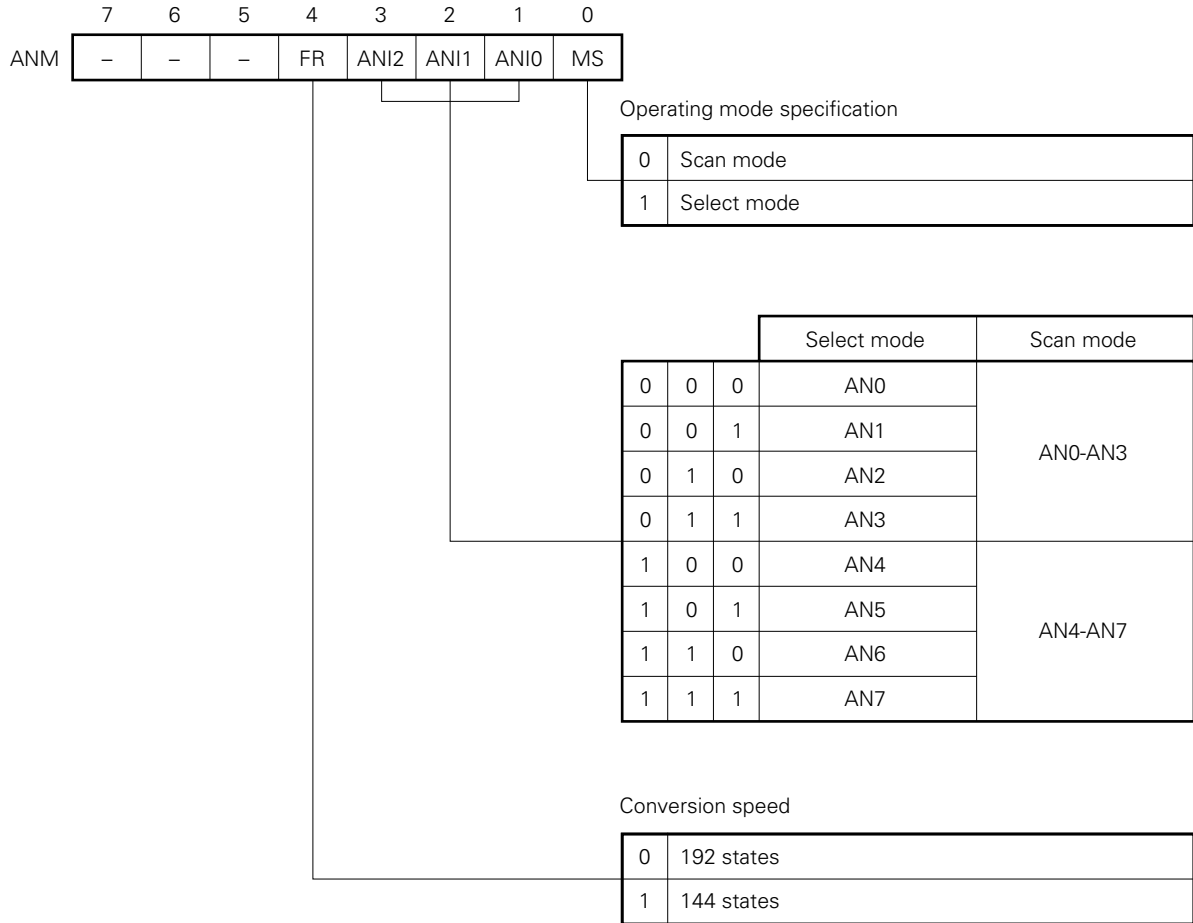 7 6 5 4 3 2 1 0
ANM – – – FR ANI2 ANI1 ANI0 MS
Operating mode specification
0 Scan mode
1 Select mode
Select mode Scan mode
0 0 0 AN0
0 0 1 AN1
AN0-AN3
0 1 0 AN2
0 1 1 AN3
1 0 0 AN4
1 0 1 AN5
AN4-AN7
1 1 0 AN6
1 1 1 AN7
Conversion speed
0 192 states
1 144 states